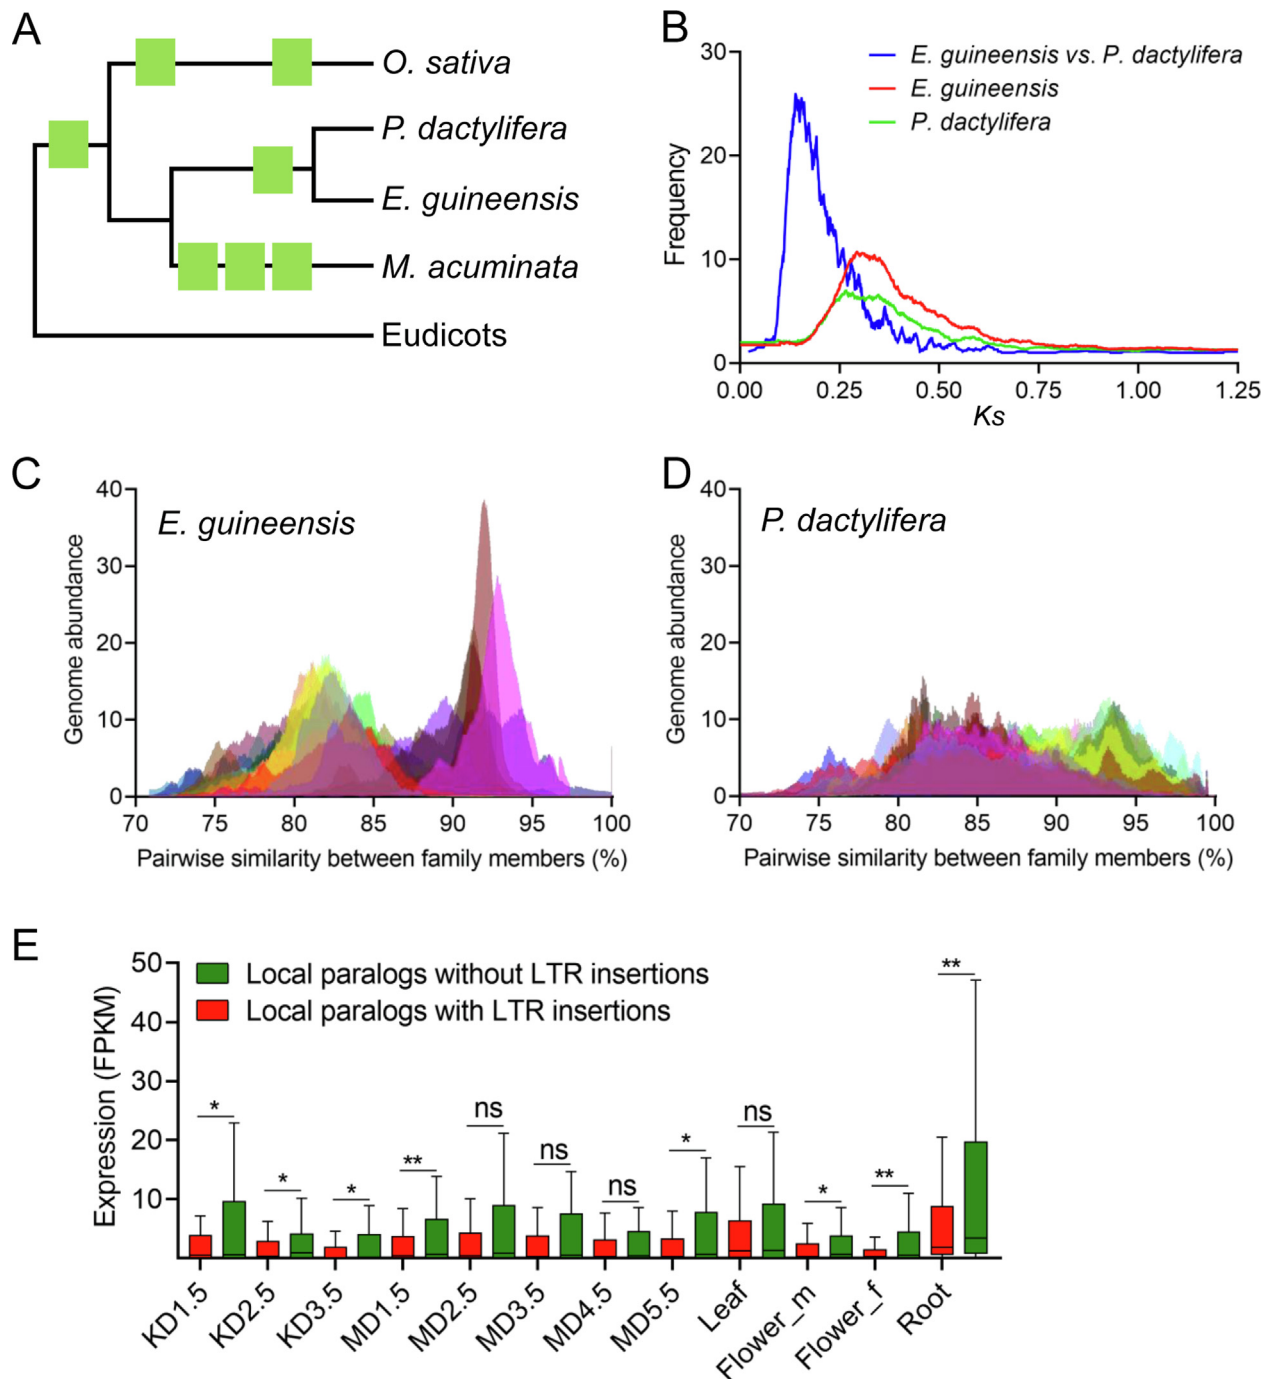 A
O. sativa
P. dactylifera
E. guineensis
M. acuminata
Eudicots
B
30
20
10
0
Frequency
E. guineensis vs. P. dactylifera
E. guineensis
P. dactylifera
0.00 0.25 0.50 0.75 1.00 1.25
Ks
C
40
30
20
10
0
Genome abundance
E. guineensis
70 75 80 85 90 95 100
Pairwise similarity between family members (%)
D
40
30
20
10
0
Genome abundance
P. dactylifera
70 75 80 85 90 95 100
Pairwise similarity between family members (%)
E
50
40
30
20
10
Expression (FPKM)
Local paralogs without LTR insertions
Local paralogs with LTR insertions
* * * ** ns ns ns * ns * ** **
KD1.5 KD2.5 KD3.5 MD1.5 MD2.5 MD3.5 MD4.5 MD5.5 Leaf Flower_m Flower_f Root